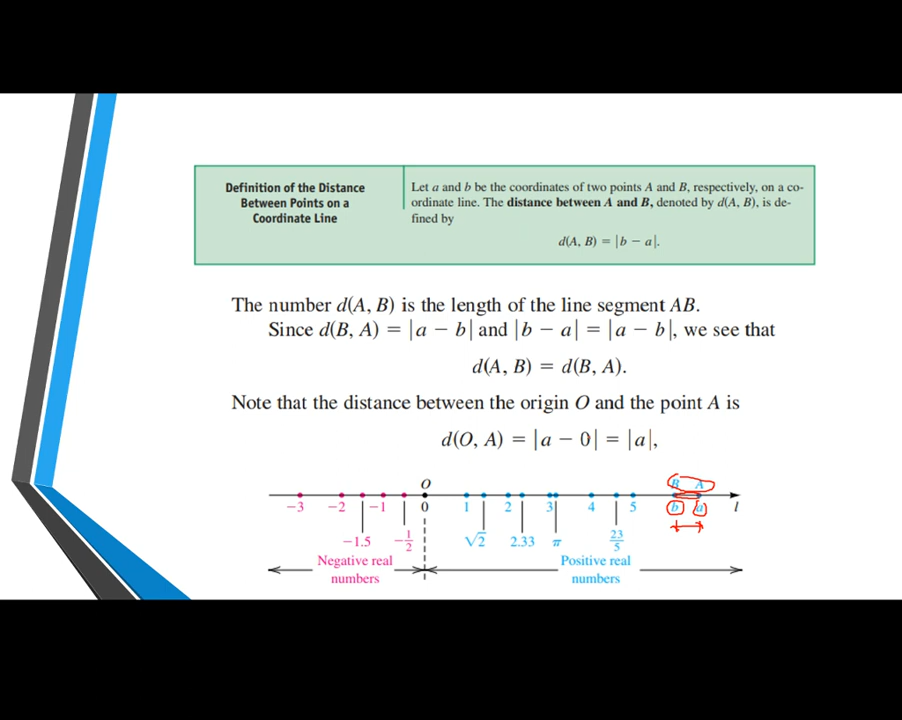 Definition of the Distance
Between Points on a
Coordinate Line
Let a and b be the coordinates of two points A and B, respectively, on a co-
ordinate line. The distance between A and B, denoted by d(A, B), is de-
fined by
d(A, B) = |b − a|.
The number d(A, B) is the length of the line segment AB.
Since d(B, A) = |a − b| and |b − a| = |a − b|, we see that
d(A, B) = d(B, A).
Note that the distance between the origin O and the point A is
d(O, A) = |a − 0| = |a|,
O B A
−3 −2 −1 0 1 2 3 4 5 b a l
−1.5 −1/2 √2 2.33 π 23/5
Negative real
numbers
Positive real
numbers